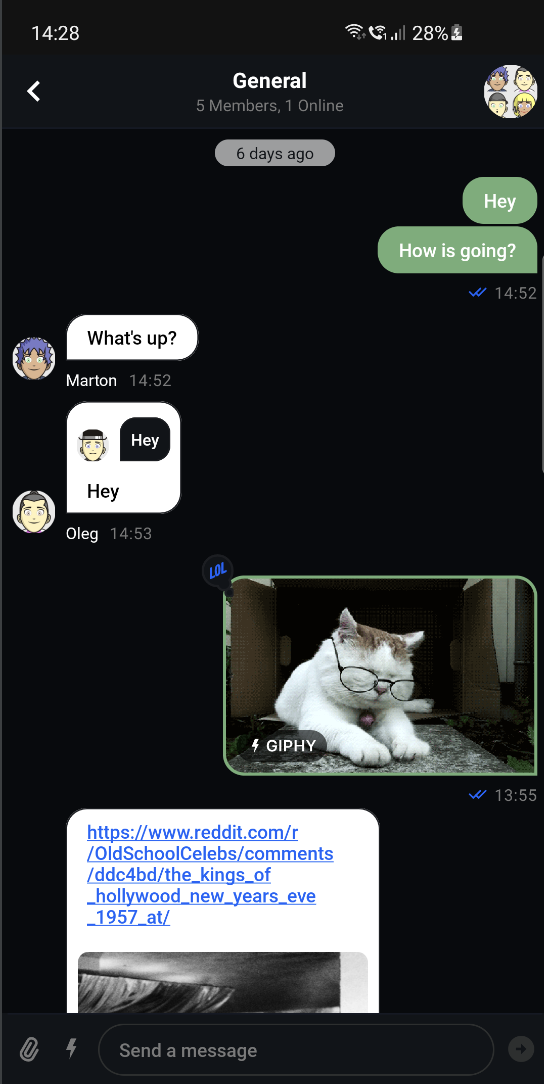 14:28
28%
General
5 Members, 1 Online
6 days ago
Hey
How is going?
14:52
What's up?
Marton 14:52
Hey
Hey
Oleg 14:53
LOL
GIPHY
13:55
https://www.reddit.com/r
/OldSchoolCelebs/comments
/ddc4bd/the_kings_of
_hollywood_new_years_eve
_1957_at/
Send a message